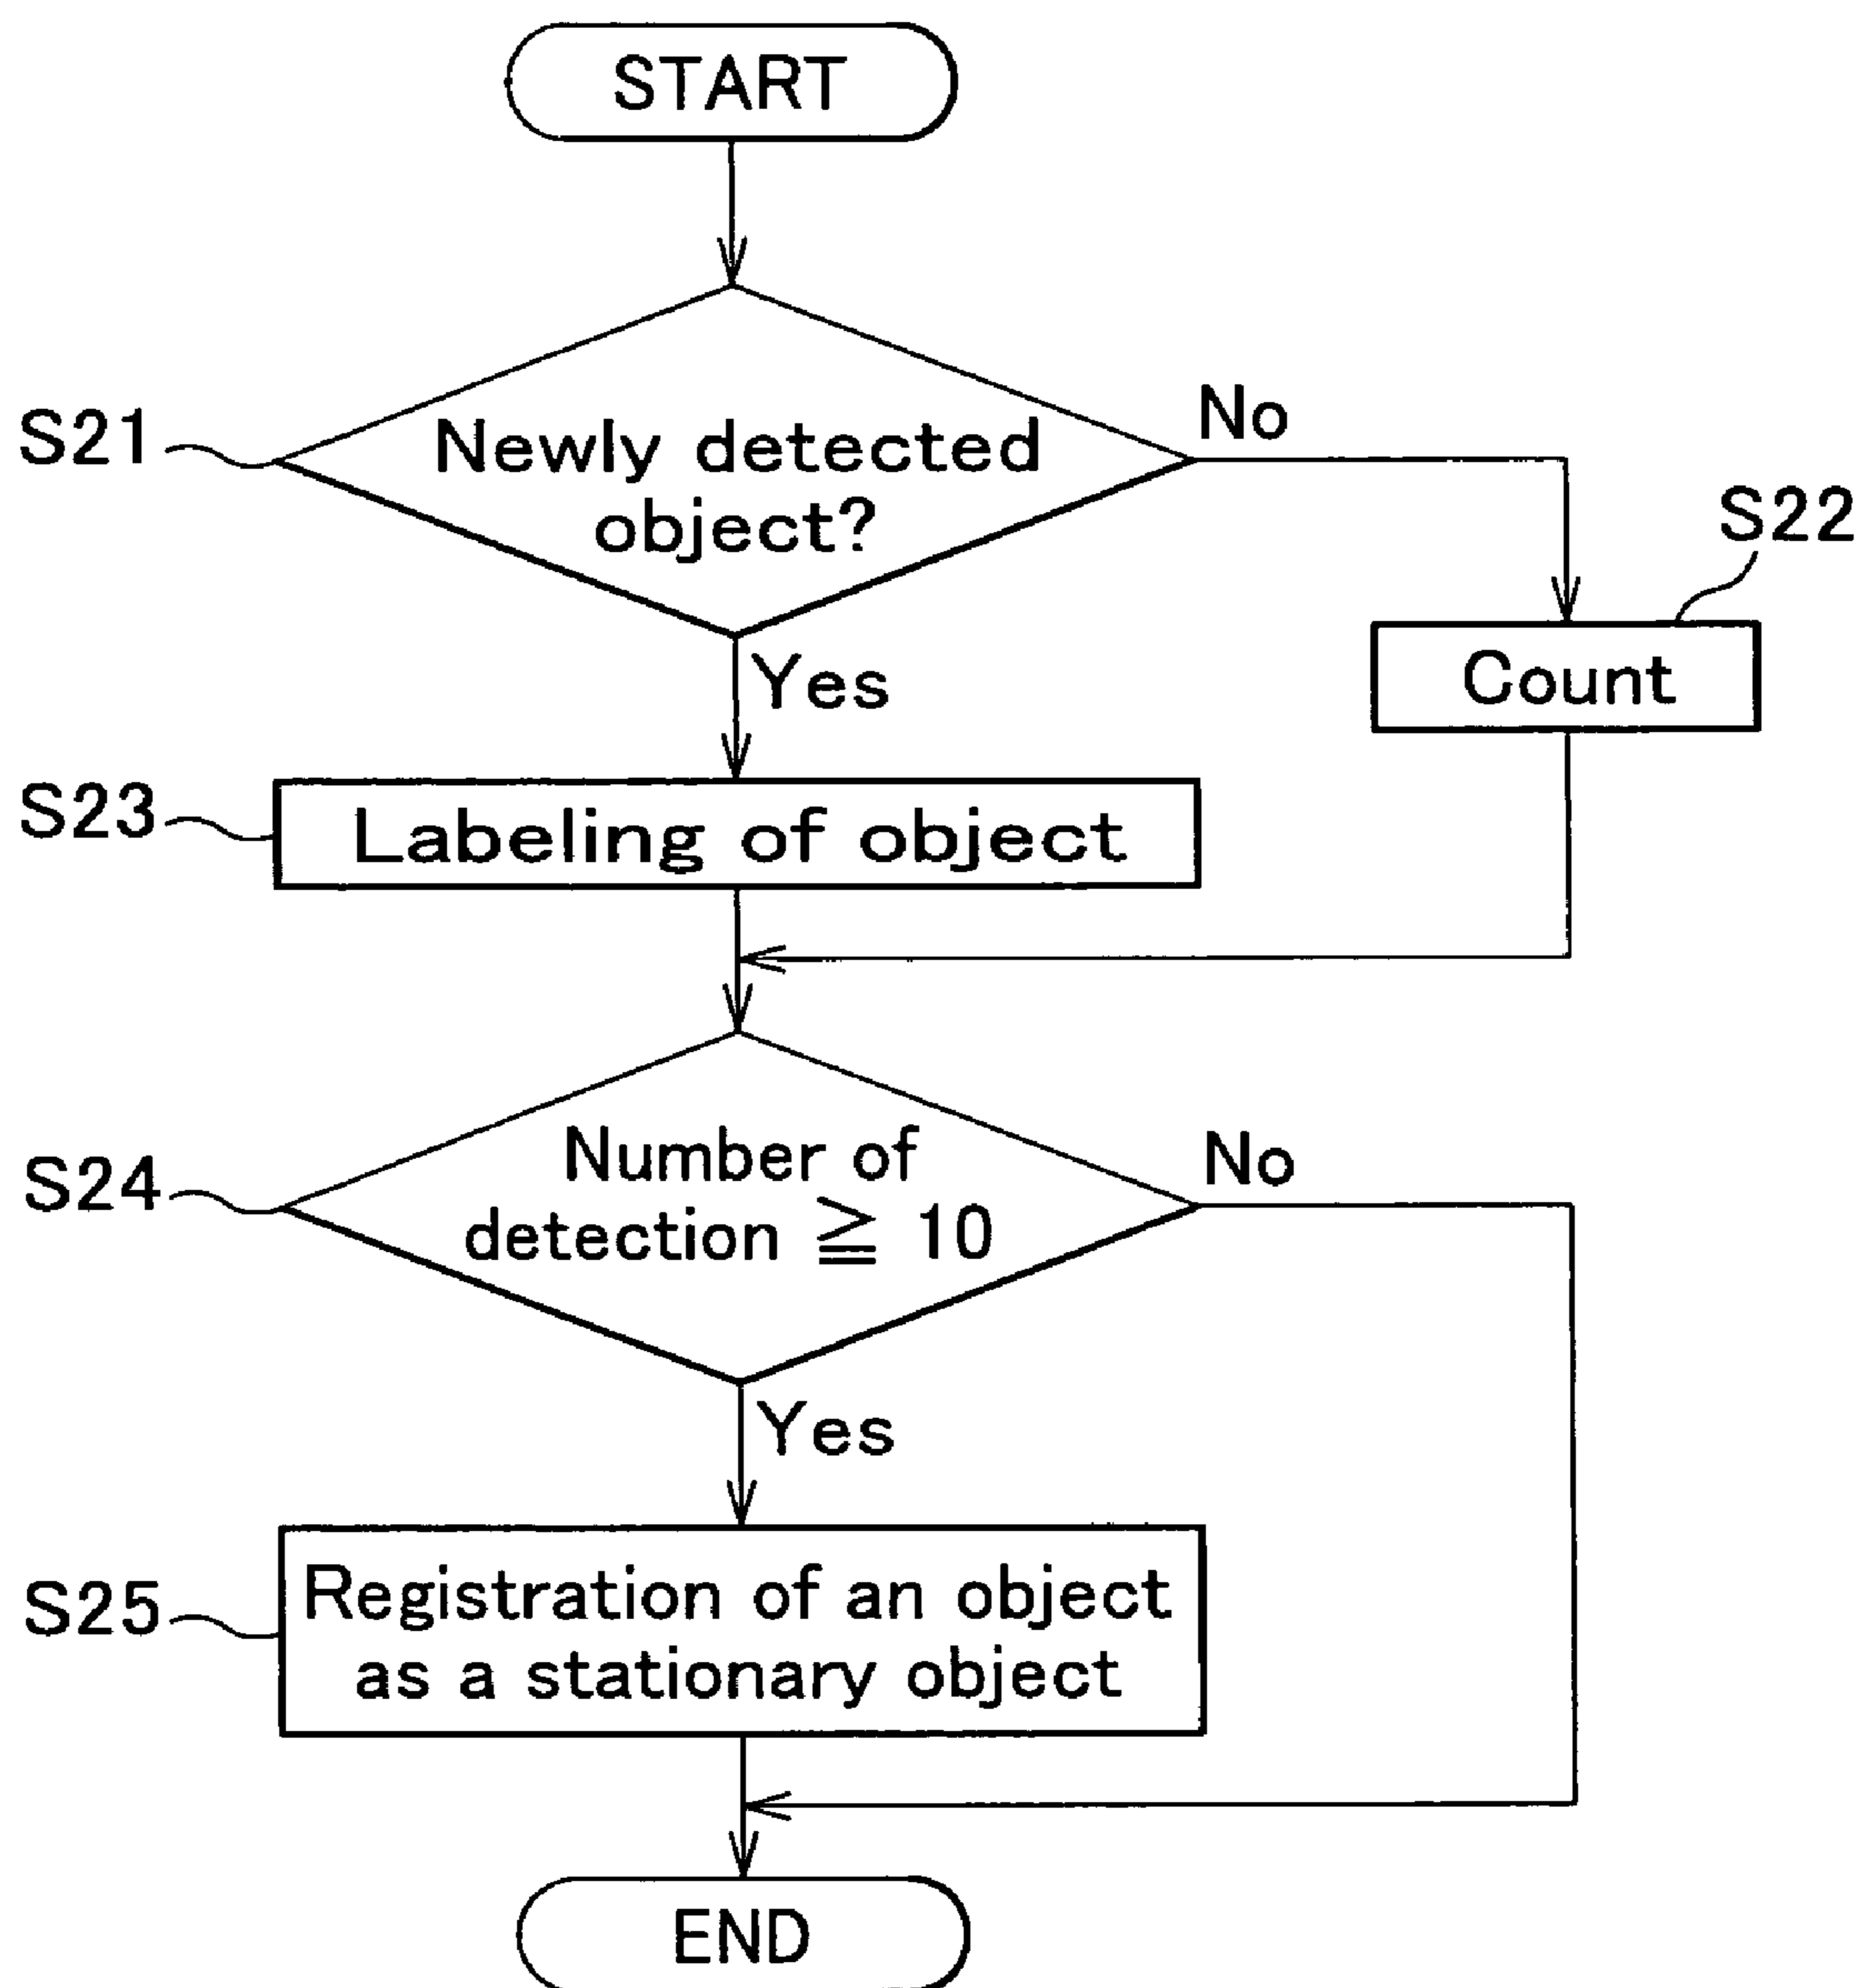 START
S21
Newly detected
object?
No
S22
Count
Yes
S23
Labeling of object
S24
Number of
detection ≧ 10
No
Yes
S25
Registration of an object
as a stationary object
END